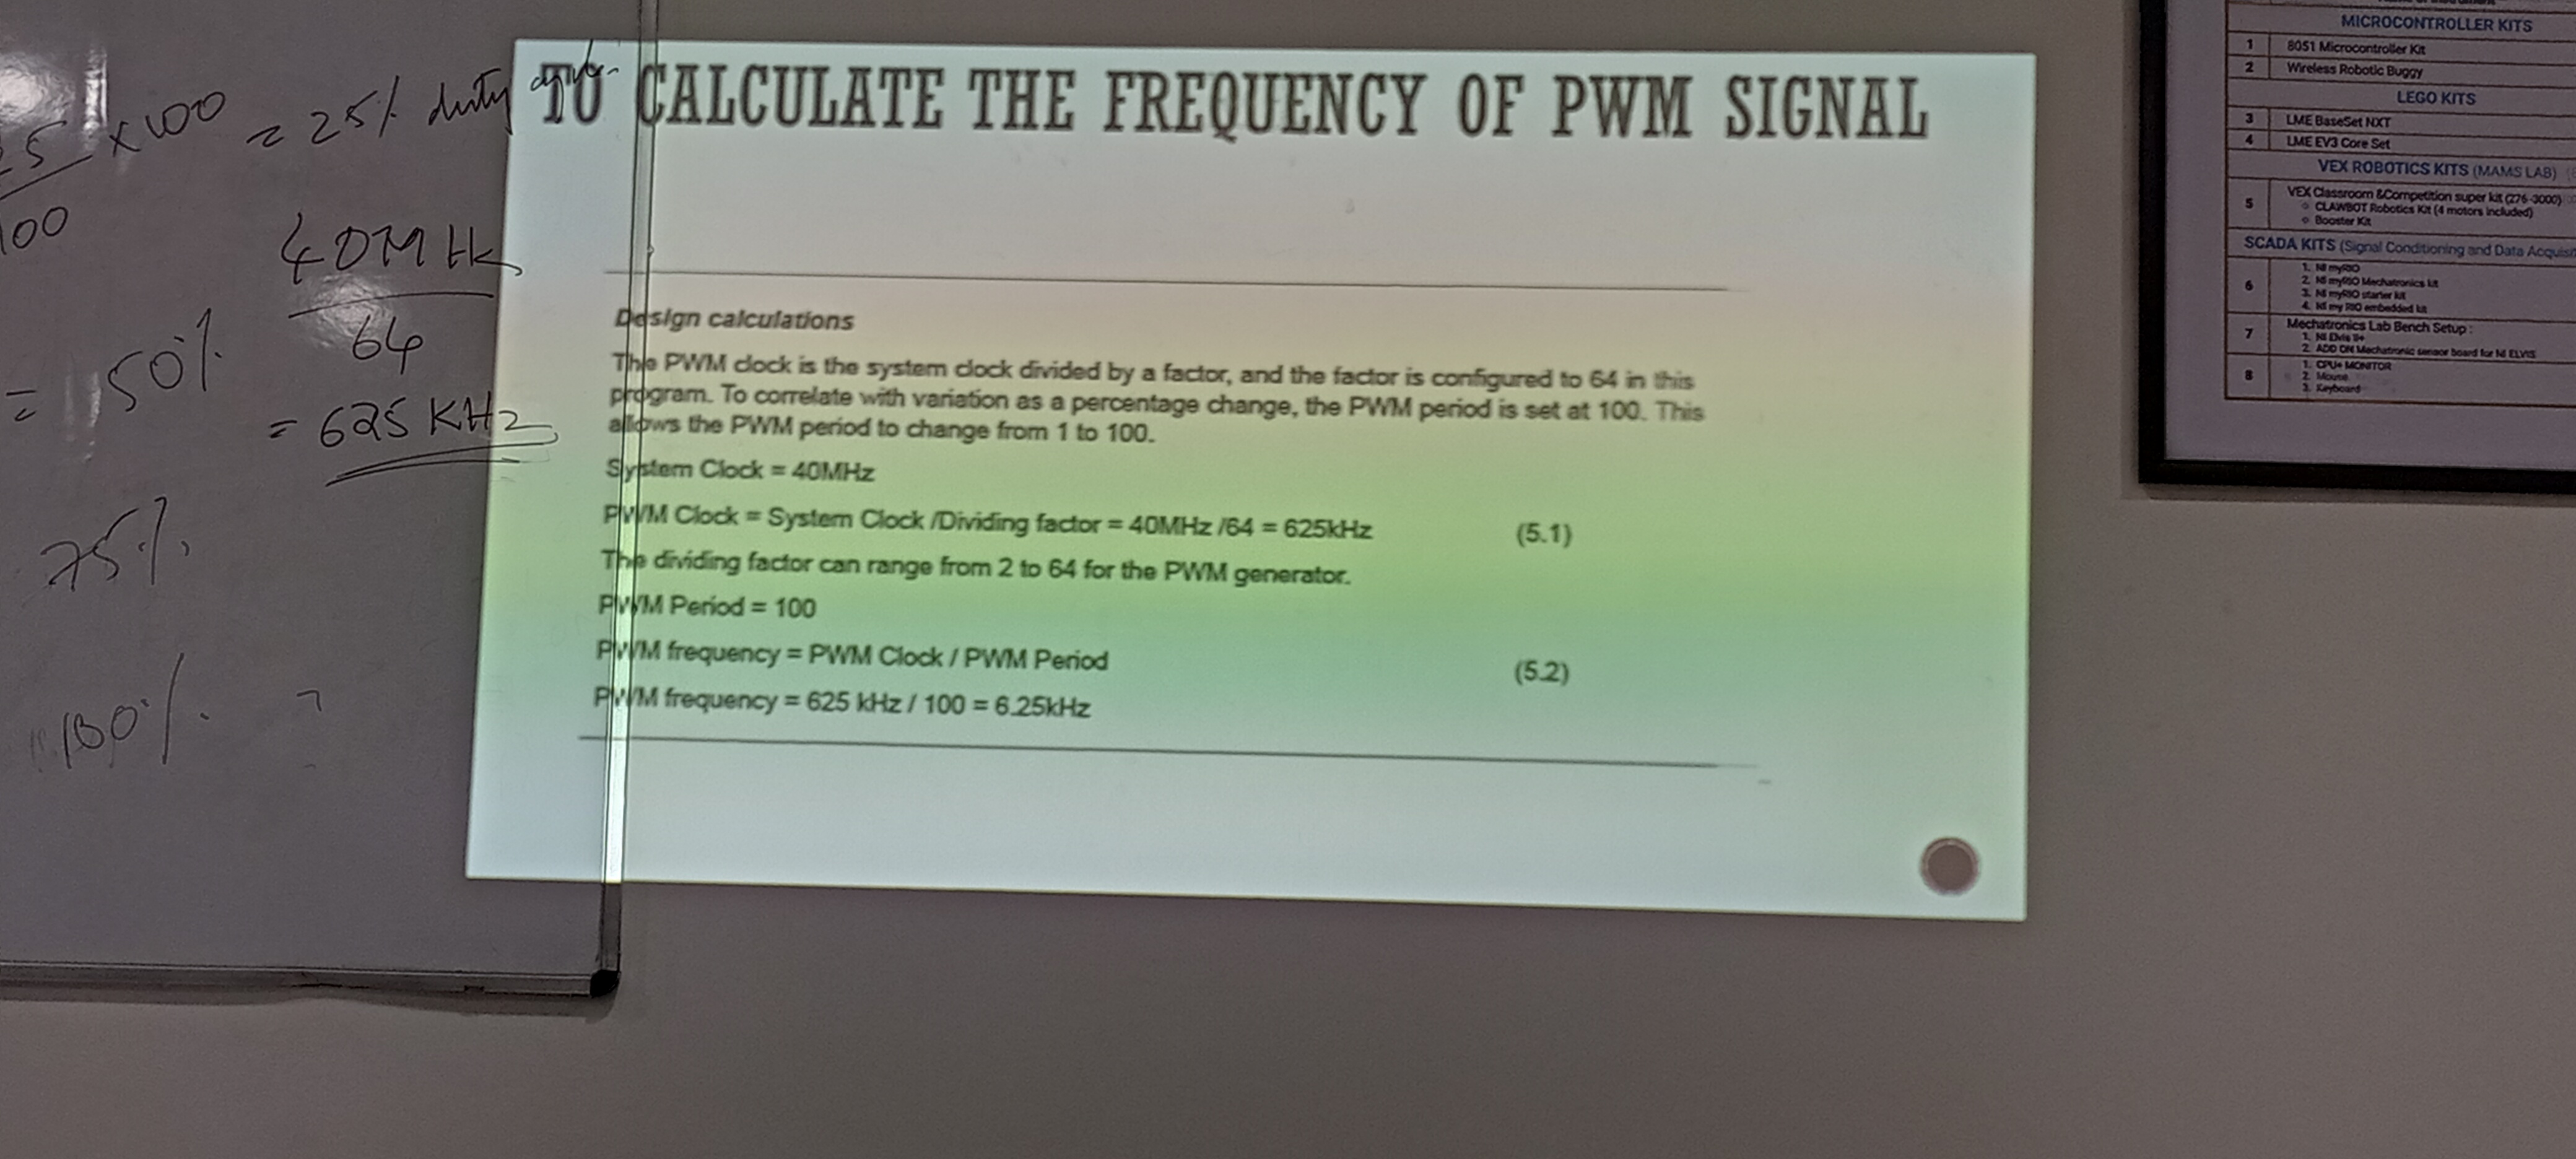 25 x 100 = 25% duty cycle
100
40MHz
64
= 625 KHz
= 50%
75%
100%
TO CALCULATE THE FREQUENCY OF PWM SIGNAL
Design calculations
The PWM clock is the system clock divided by a factor, and the factor is configured to 64 in this
program. To correlate with variation as a percentage change, the PWM period is set at 100. This
allows the PWM period to change from 1 to 100.
System Clock = 40MHz
PWM Clock = System Clock /Dividing factor = 40MHz /64 = 625kHz (5.1)
The dividing factor can range from 2 to 64 for the PWM generator.
PWM Period = 100
PWM frequency = PWM Clock / PWM Period (5.2)
PWM frequency = 625 kHz / 100 = 6.25kHz
MICROCONTROLLER KITS
1 8051 Microcontroller Kit
2 Wireless Robotic Buggy
LEGO KITS
3 LME BaseSet NXT
4 LME EV3 Core Set
VEX ROBOTICS KITS (MAMS LAB)
5 VEX Classroom &Competition super kit (276-3000)
CLAWBOT Robotics Kit (4 motors included)
Booster Kit
SCADA KITS (Signal Conditioning and Data
6 1. NI myRIO
2. NI myRIO Mechatronics kit
3. NI myRIO starter kit
4. NI my RIO embedded kit
7 Mechatronics Lab Bench Setup :
1. NI Elvis II+
2. ADD ON Mechatronic sensor board for NI ELVIS
8 1. CPU+ MONITOR
2. Mouse
3. Keyboard